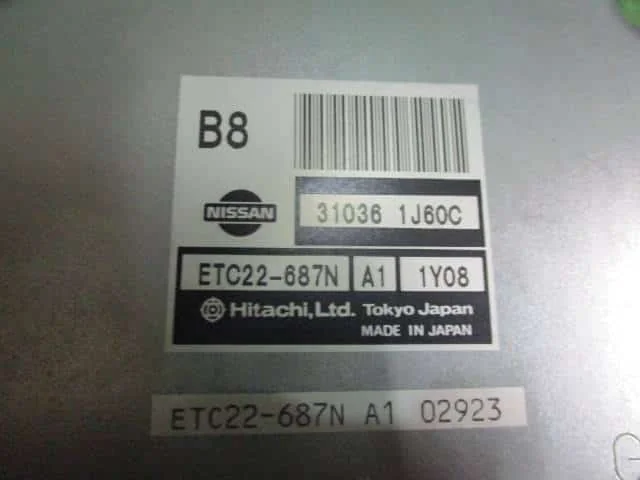 B8
NISSAN
31036 1J60C
ETC22-687N A1 1Y08
Hitachi,Ltd. Tokyo Japan
MADE IN JAPAN
ETC22-687N A1 02923